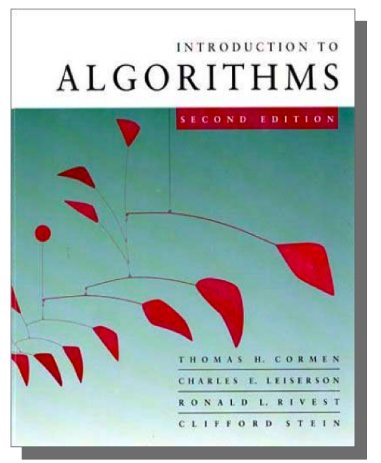 INTRODUCTION TO
ALGORITHMS
SECOND EDITION
THOMAS H. CORMEN
CHARLES E. LEISERSON
RONALD L. RIVEST
CLIFFORD STEIN